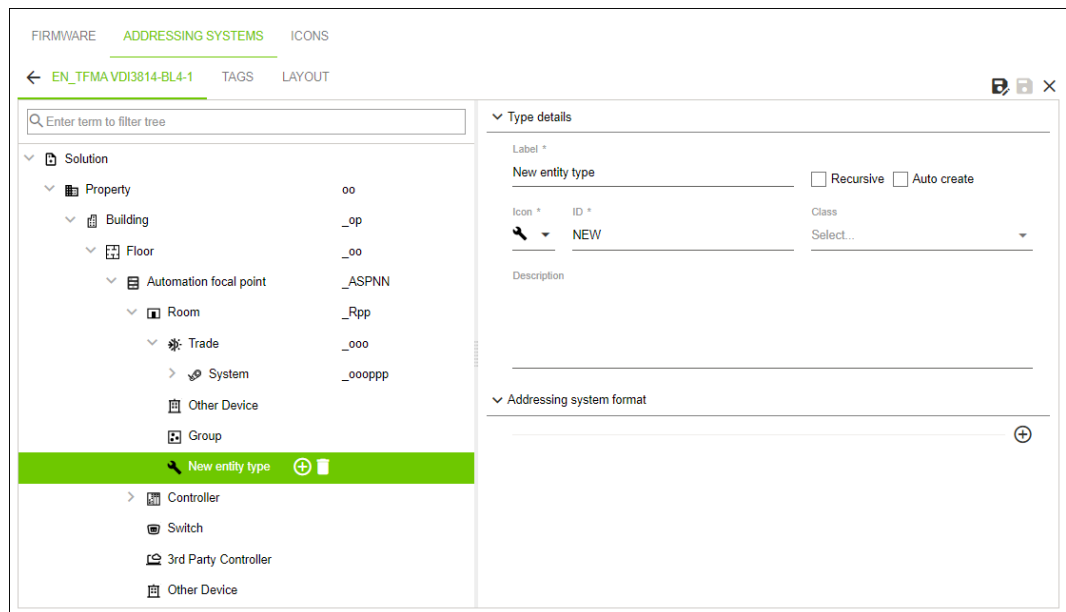 FIRMWARE ADDRESSING SYSTEMS ICONS
EN_TFMA VDI3814-BL4-1 TAGS LAYOUT
Enter term to filter tree
Solution
Property oo
Building _op
Floor _oo
Automation focal point _ASPNN
Room _Rpp
Trade _ooo
System _oooppp
Other Device
Group
New entity type
Controller
Switch
3rd Party Controller
Other Device
Type details
Label *
New entity type Recursive Auto create
Icon * ID * Class
NEW Select...
Description
Addressing system format